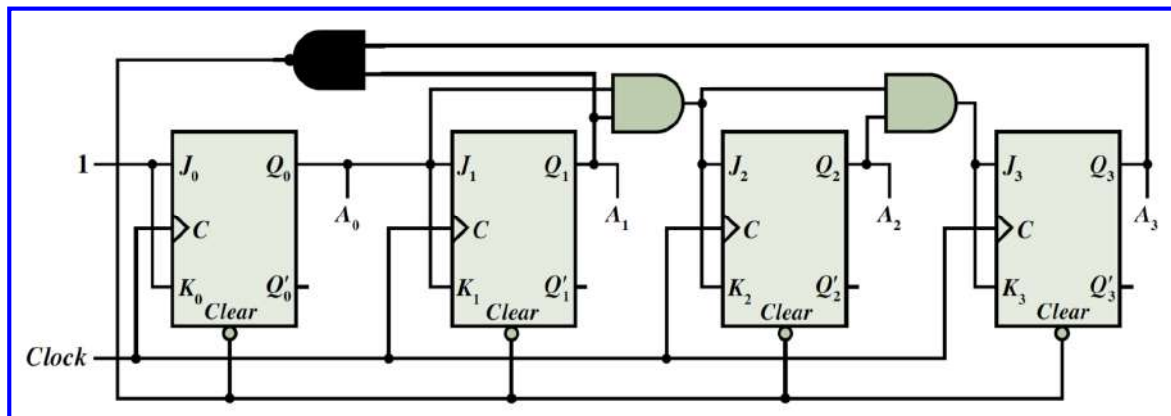 1
J₀ Q₀
C
K₀ Q′₀
Clear
A₀
J₁ Q₁
C
K₁ Q′₁
Clear
A₁
J₂ Q₂
C
K₂ Q′₂
Clear
A₂
J₃ Q₃
C
K₃ Q′₃
Clear
A₃
Clock